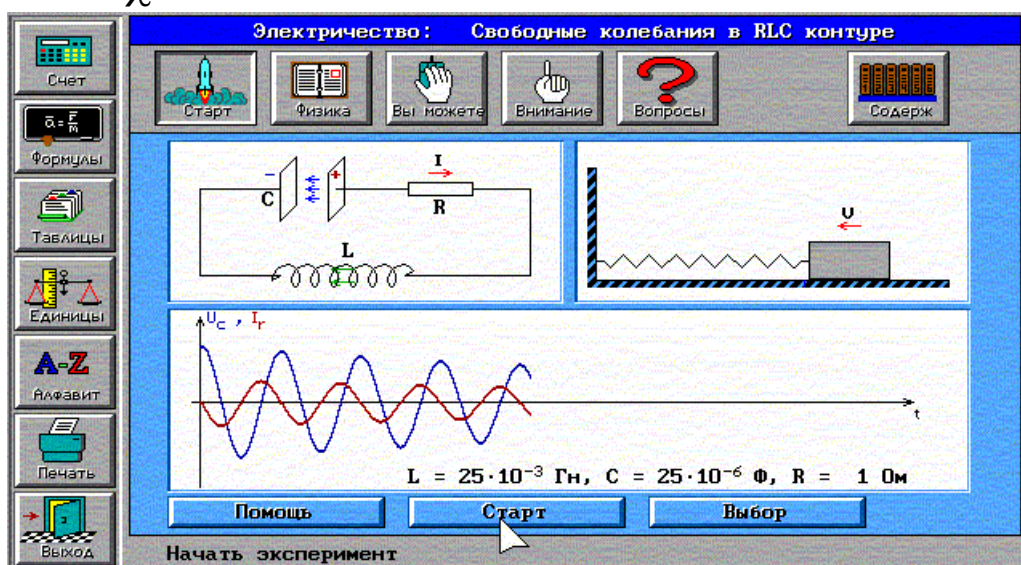 Электричество: Свободные колебания в RLC контуре
Счет
Старт
Физика
Вы можете
Внимание
Вопросы
Содерж
a = F/m
Формулы
Таблицы
Единицы
A-Z
Алфавит
Печать
Выход
- + I
C R
L
υ
U_C , I_r
t
L = 25·10⁻³ Гн, C = 25·10⁻⁶ Ф, R = 1 Ом
Помощь
Старт
Выбор
Начать эксперимент